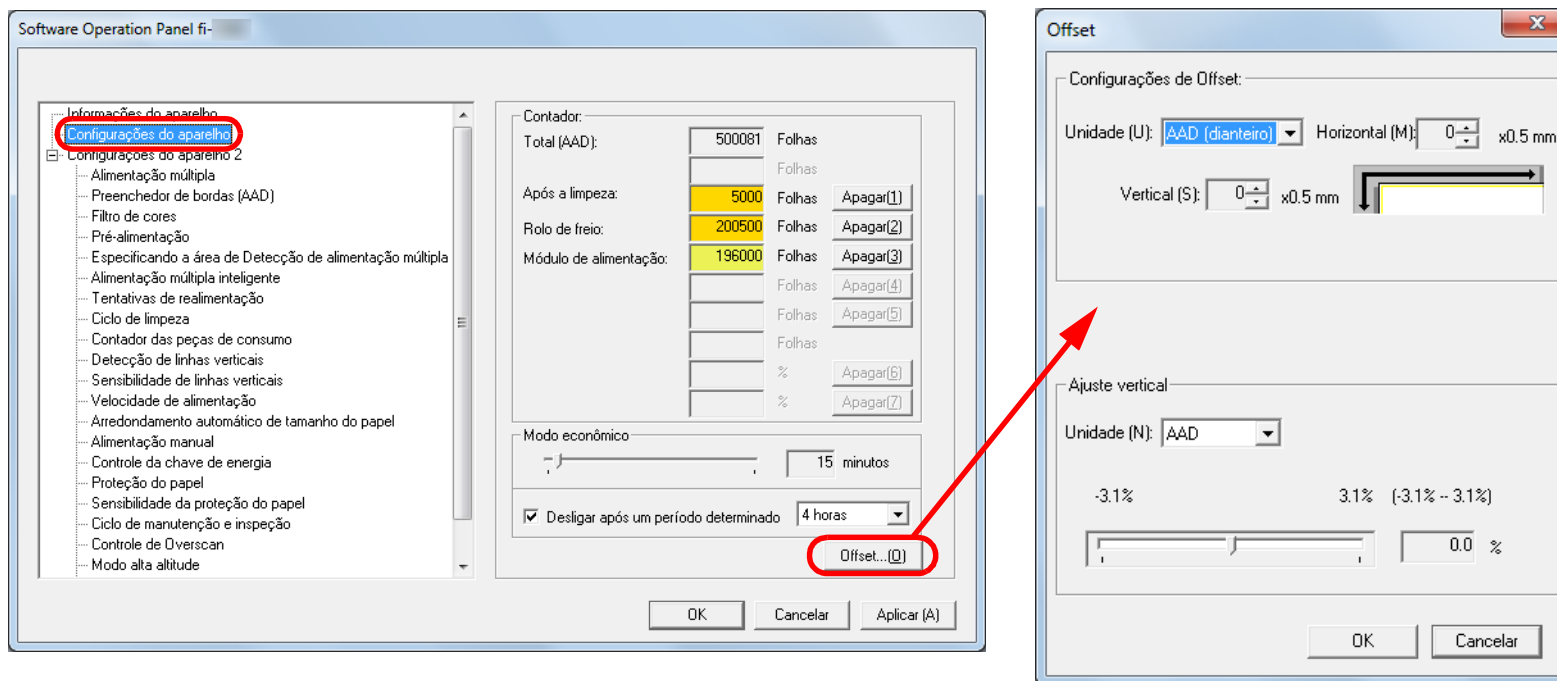 Software Operation Panel fi-
Informações do aparelho
Configurações do aparelho
Configurações do aparelho 2
Alimentação múltipla
Preenchedor de bordas (AAD)
Filtro de cores
Pré-alimentação
Especificando a área de Detecção de alimentação múltipla
Alimentação múltipla inteligente
Tentativas de realimentação
Ciclo de limpeza
Contador das peças de consumo
Detecção de linhas verticais
Sensibilidade de linhas verticais
Velocidade de alimentação
Arredondamento automático de tamanho do papel
Alimentação manual
Controle da chave de energia
Proteção do papel
Sensibilidade da proteção do papel
Ciclo de manutenção e inspeção
Controle de Overscan
Modo alta altitude
Contador:
Total (AAD): 500081 Folhas
Folhas
Após a limpeza: 5000 Folhas Apagar(1)
Rolo de freio: 200500 Folhas Apagar(2)
Módulo de alimentação: 196000 Folhas Apagar(3)
Folhas Apagar(4)
Folhas Apagar(5)
Folhas
% Apagar(6)
% Apagar(7)
Modo econômico
15 minutos
Desligar após um período determinado 4 horas
Offset...(O)
OK Cancelar Aplicar (A)
Offset
Configurações de Offset:
Unidade (U): AAD (dianteiro) Horizontal (M): 0 x0.5 mm
Vertical (S): 0 x0.5 mm
Ajuste vertical
Unidade (N): AAD
-3.1% 3.1% (-3.1% -- 3.1%)
0.0 %
OK Cancelar